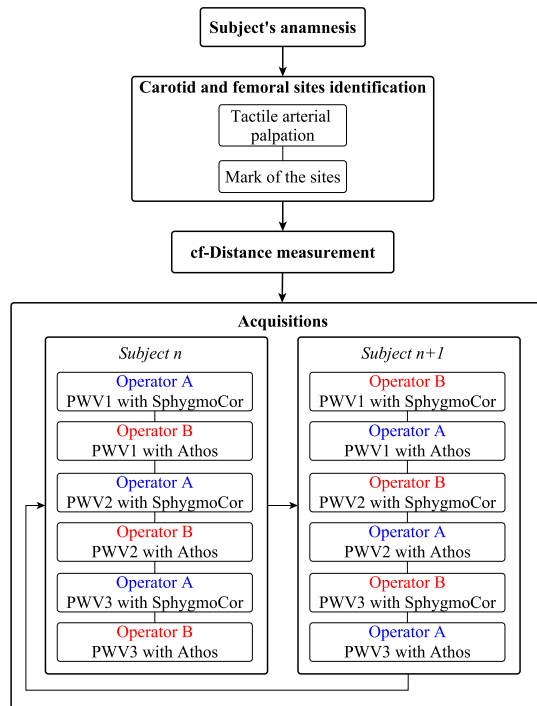 Subject's anamnesis
Carotid and femoral sites identification
Tactile arterial
palpation
Mark of the sites
cf-Distance measurement
Acquisitions
Subject n
Operator A
PWV1 with SphygmoCor
Operator B
PWV1 with Athos
Operator A
PWV2 with SphygmoCor
Operator B
PWV2 with Athos
Operator A
PWV3 with SphygmoCor
Operator B
PWV3 with Athos
Subject n+1
Operator B
PWV1 with SphygmoCor
Operator A
PWV1 with Athos
Operator B
PWV2 with SphygmoCor
Operator A
PWV2 with Athos
Operator B
PWV3 with SphygmoCor
Operator A
PWV3 with Athos